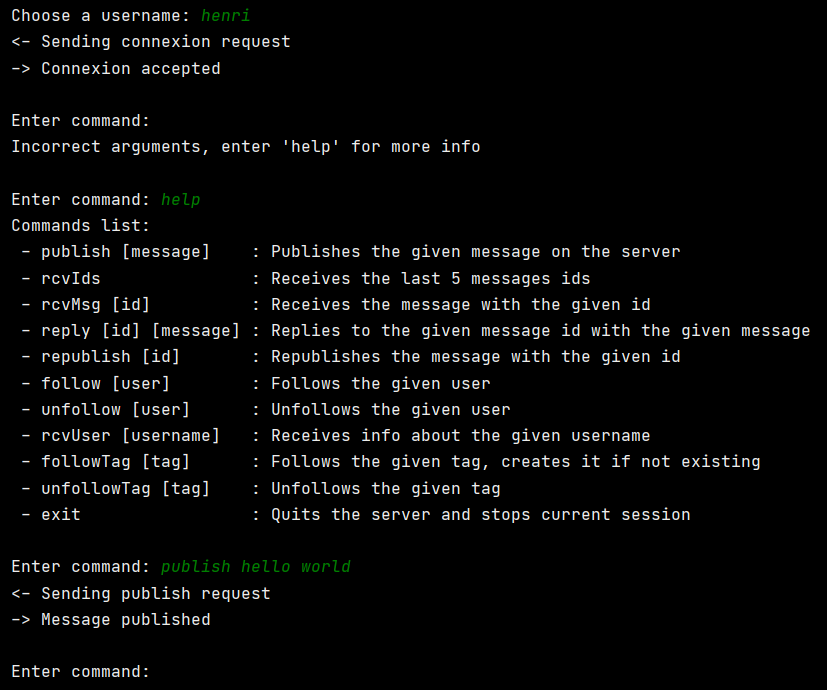 Choose a username: henri
<- Sending connexion request
-> Connexion accepted
Enter command:
Incorrect arguments, enter 'help' for more info
Enter command: help
Commands list:
- publish [message] : Publishes the given message on the server
- rcvIds : Receives the last 5 messages ids
- rcvMsg [id] : Receives the message with the given id
- reply [id] [message] : Replies to the given message id with the given message
- republish [id] : Republishes the message with the given id
- follow [user] : Follows the given user
- unfollow [user] : Unfollows the given user
- rcvUser [username] : Receives info about the given username
- followTag [tag] : Follows the given tag, creates it if not existing
- unfollowTag [tag] : Unfollows the given tag
- exit : Quits the server and stops current session
Enter command: publish hello world
<- Sending publish request
-> Message published
Enter command: